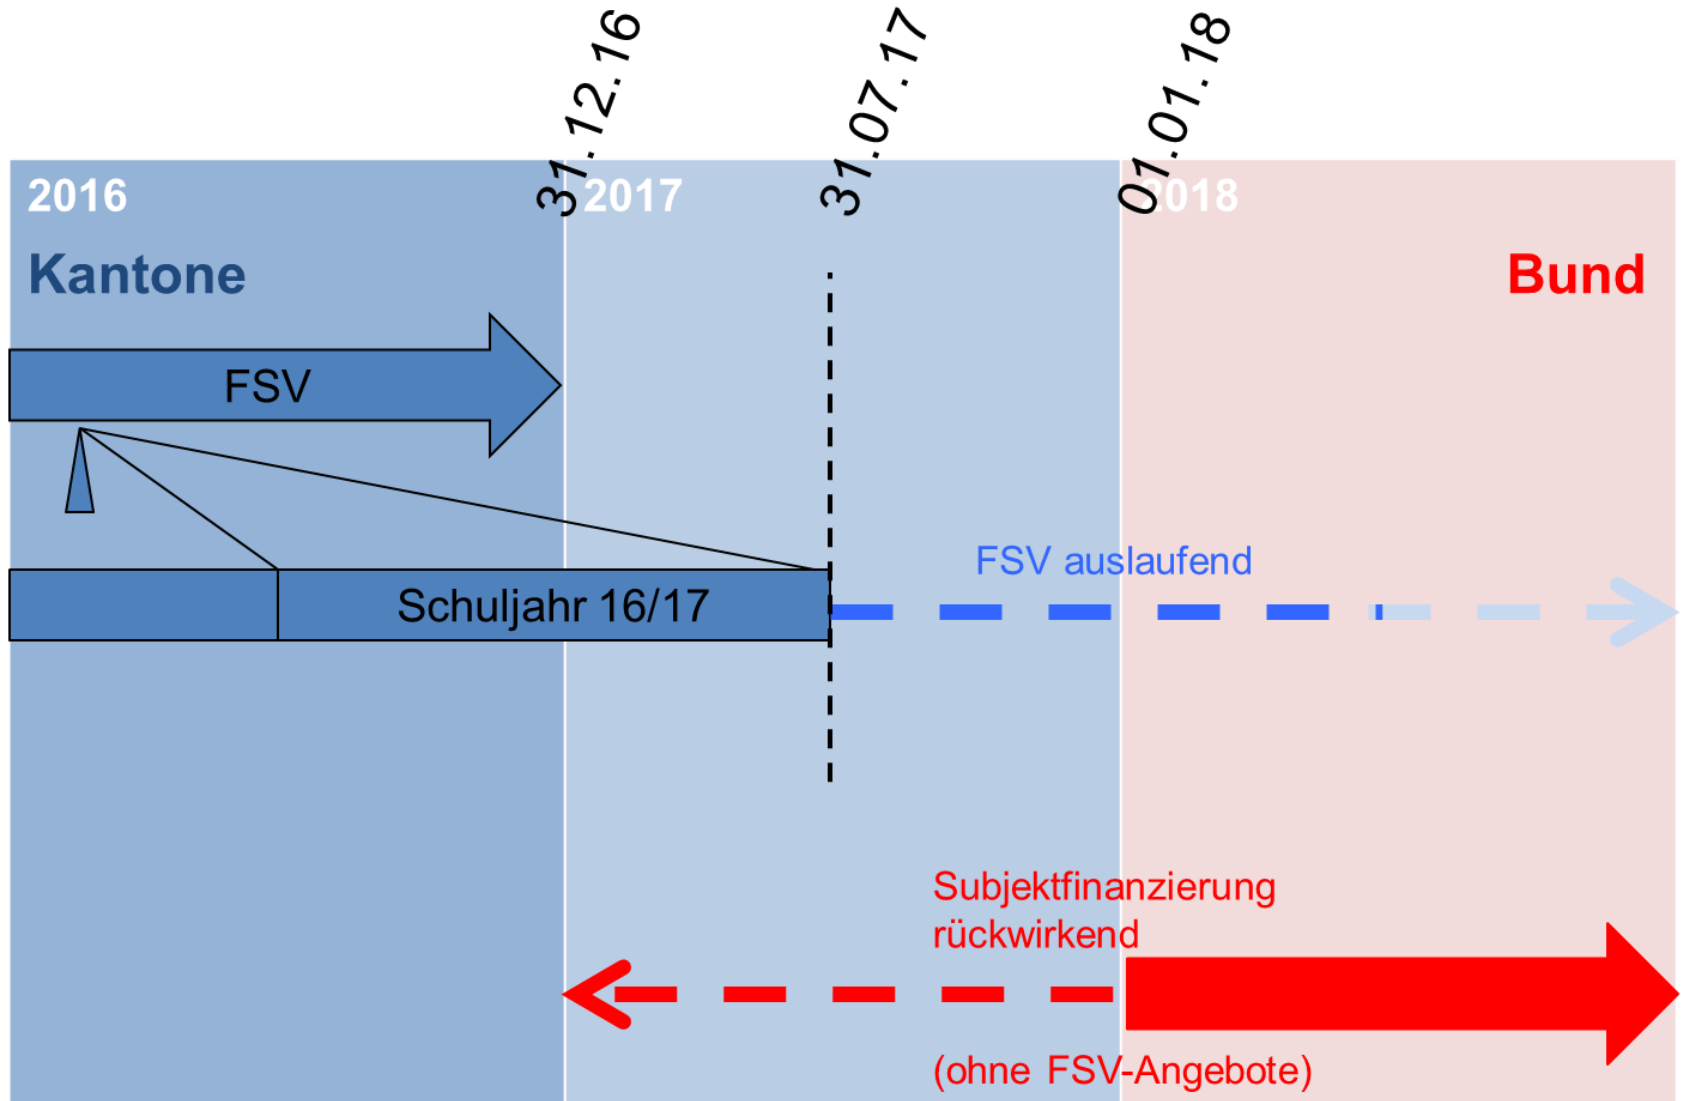 31.12.16
31.07.17
01.01.18
2016
2017
2018
Kantone
Bund
FSV
FSV auslaufend
Schuljahr 16/17
Subjektfinanzierung
rückwirkend
(ohne FSV-Angebote)